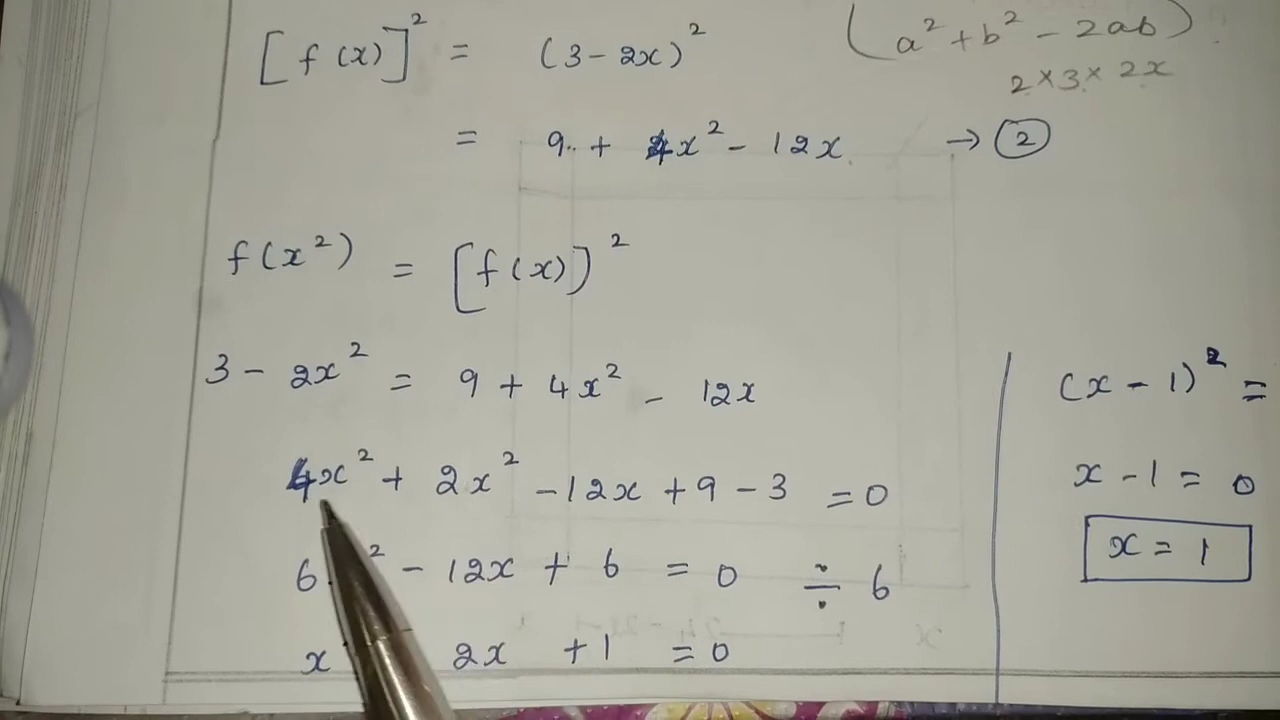 [f(x)]² = (3 - 2x)² (a² + b² - 2ab)
2 × 3 × 2x
= 9 + 4x² - 12x → ②
f(x²) = [f(x)]²
3 - 2x² = 9 + 4x² - 12x
4x² + 2x² - 12x + 9 - 3 = 0
6 ² - 12x + 6 = 0 ÷ 6
x 2x + 1 = 0
(x - 1)² =
x - 1 = 0
x = 1